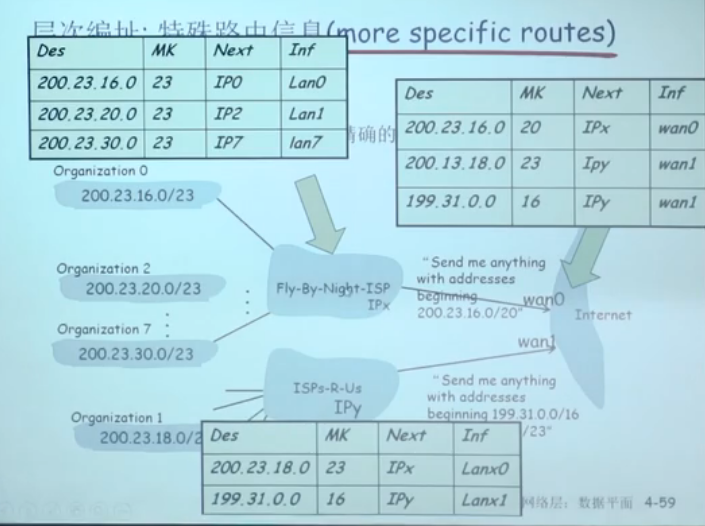 层次编址: 特殊路由信息(more specific routes)
Des MK Next Inf
200.23.16.0 23 IP0 Lan0
200.23.20.0 23 IP2 Lan1
200.23.30.0 23 IP7 lan7
精确的
Des MK Next Inf
200.23.16.0 20 IPx wan0
200.13.18.0 23 Ipy wan1
199.31.0.0 16 IPy wan1
Organization 0
200.23.16.0/23
Organization 2
200.23.20.0/23
Organization 7
200.23.30.0/23
Fly-By-Night-ISP
IPx
"Send me anything
with addresses
beginning
200.23.16.0/20"
wan0
Internet
wan1
ISPs-R-Us
IPy
"Send me anything
with addresses
beginning 199.31.0.0/16
/23"
Organization 1
200.23.18.0/2
Des MK Next Inf
200.23.18.0 23 IPx Lanx0
199.31.0.0 16 IPy Lanx1
网络层: 数据平面 4-59